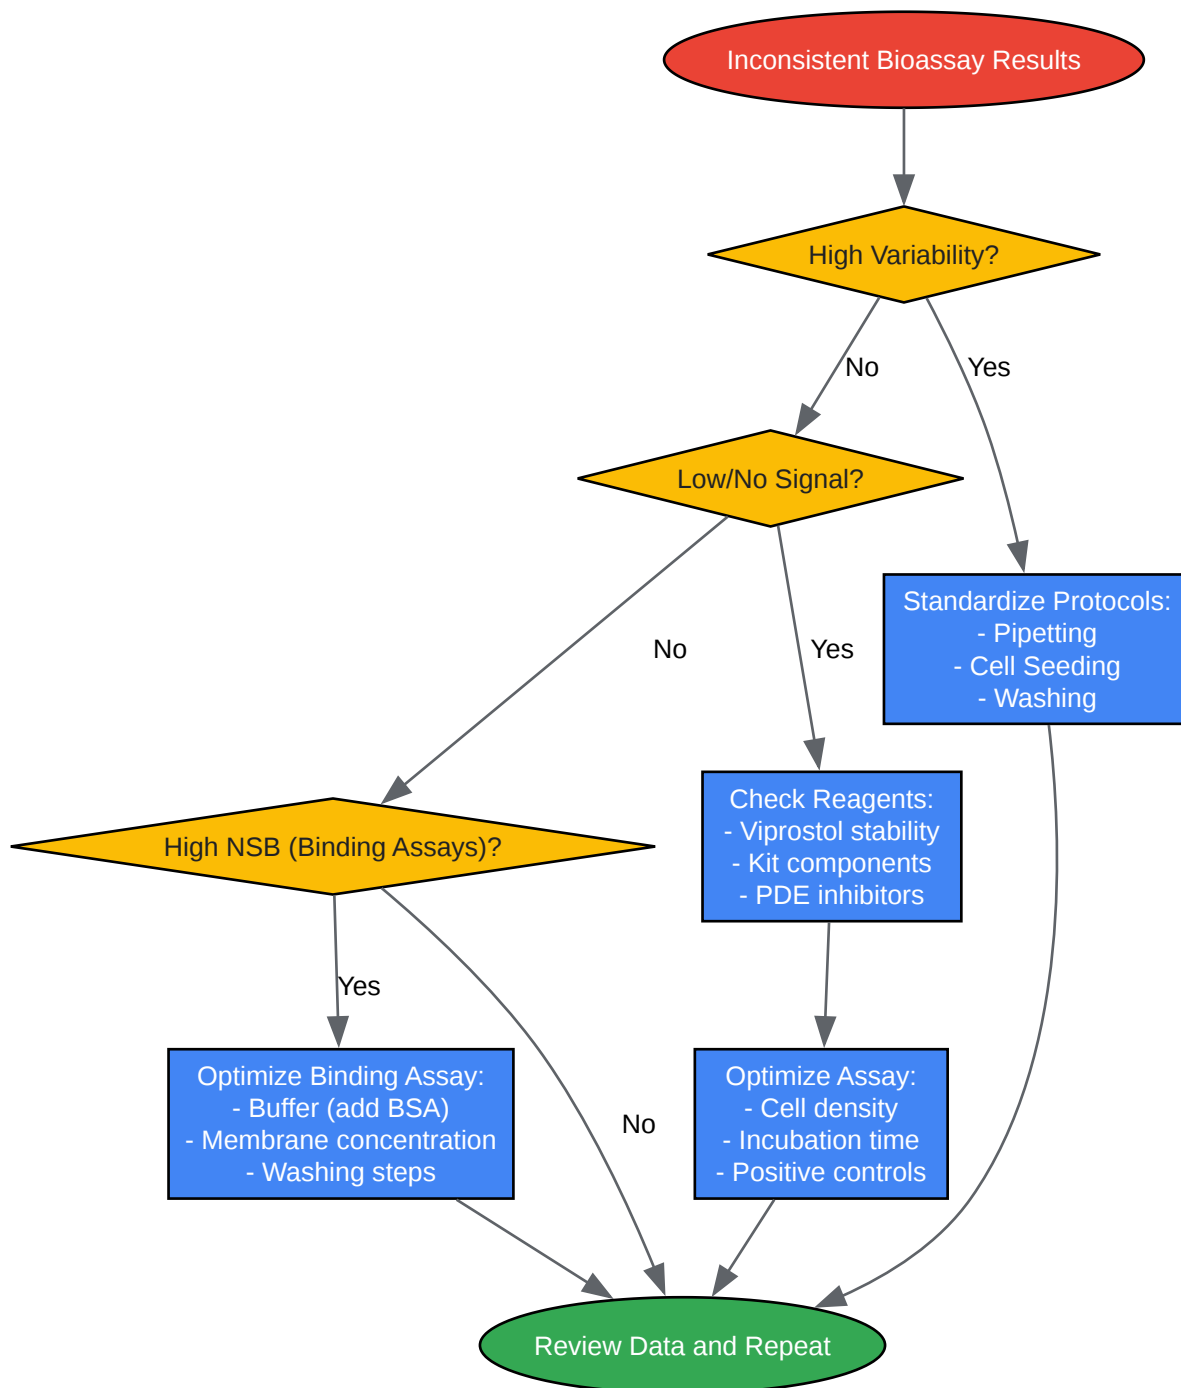 Inconsistent Bioassay Results
High Variability?
No
Yes
Low/No Signal?
Standardize Protocols:
- Pipetting
- Cell Seeding
- Washing
No
Yes
Check Reagents:
- Viprostol stability
- Kit components
- PDE inhibitors
High NSB (Binding Assays)?
Yes
No
Optimize Binding Assay:
- Buffer (add BSA)
- Membrane concentration
- Washing steps
Optimize Assay:
- Cell density
- Incubation time
- Positive controls
Review Data and Repeat